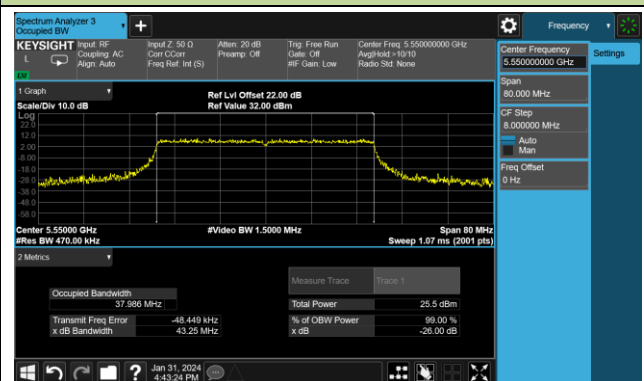 Spectrum Analyzer 3
Occupied BW
Frequency
KEYSIGHT
L
Input: RF
Coupling: AC
Align: Auto
Input Z: 50 Ω
Corr CCorr
Freq Ref: Int (S)
Atten: 20 dB
Preamp: Off
Trig: Free Run
Gate: Off
#IF Gain: Low
Center Freq: 5.550000000 GHz
Avg|Hold:>10/10
Radio Std: None
Center Frequency
5.550000000 GHz
Settings
Span
80.000 MHz
CF Step
8.000000 MHz
Auto
Man
Freq Offset
0 Hz
1 Graph
Scale/Div 10.0 dB
Ref Lvl Offset 22.00 dB
Ref Value 32.00 dBm
Log
22.0
12.0
2.00
-8.00
-18.0
-28.0
-38.0
-48.0
-58.0
Center 5.55000 GHz
#Res BW 470.00 kHz
#Video BW 1.5000 MHz
Span 80 MHz
Sweep 1.07 ms (2001 pts)
2 Metrics
Measure Trace
Trace 1
Occupied Bandwidth
37.986 MHz
Total Power
25.5 dBm
Transmit Freq Error
-48.449 kHz
% of OBW Power
99.00 %
x dB Bandwidth
43.25 MHz
x dB
-26.00 dB
Jan 31, 2024
4:43:24 PM